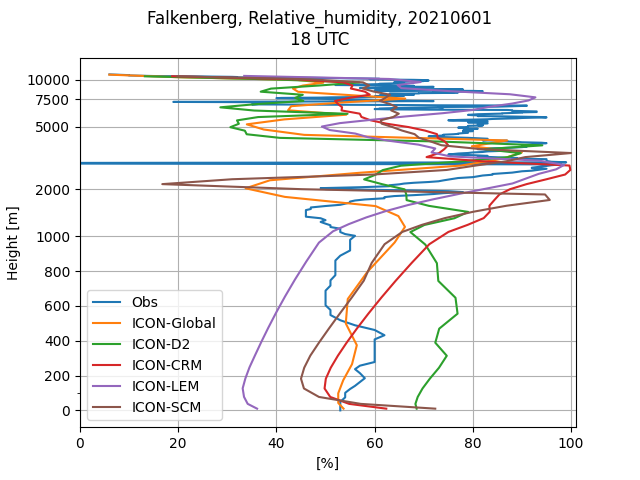 Falkenberg, Relative_humidity, 20210601
18 UTC
10000
7500
5000
2000
1000
800
600
400
200
0
Height [m]
Obs
ICON-Global
ICON-D2
ICON-CRM
ICON-LEM
ICON-SCM
0 20 40 60 80 100
[%]